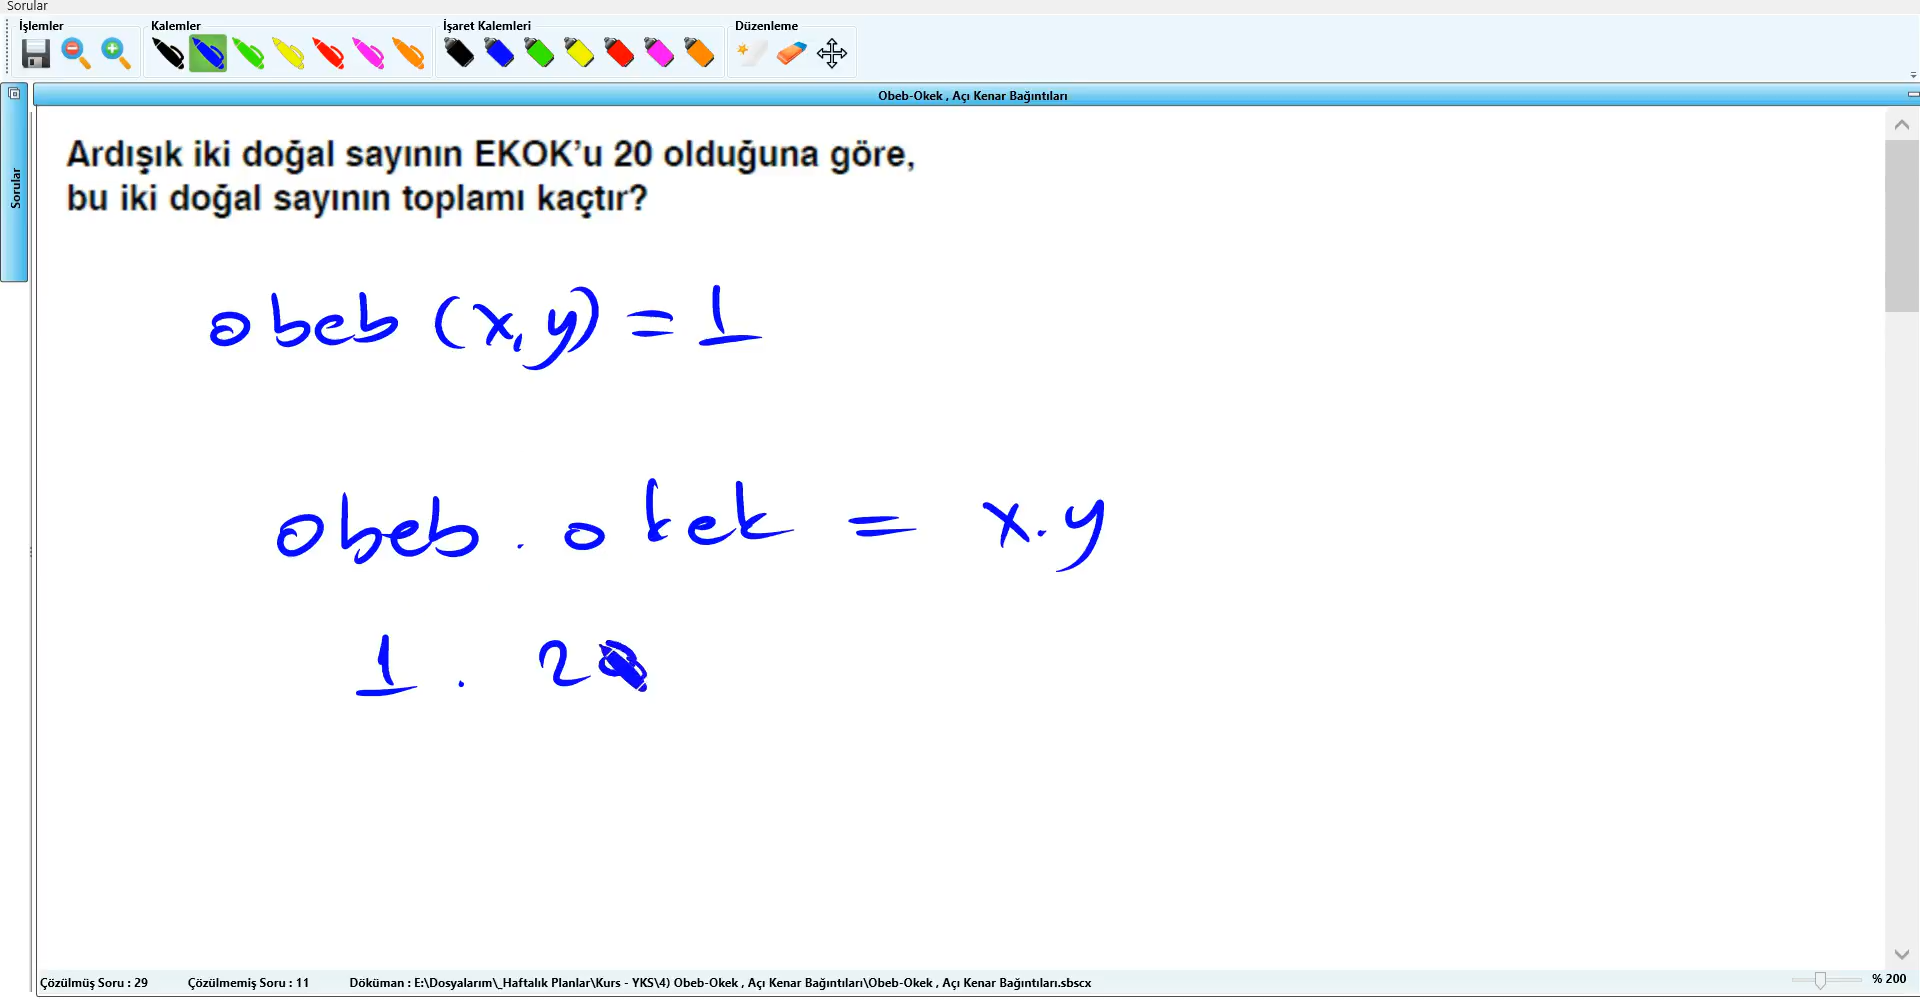 Sorular
İşlemler Kalemler İşaret Kalemleri Düzenleme
Obeb-Okek , Açı Kenar Bağıntıları
Sorular
Ardışık iki doğal sayının EKOK'u 20 olduğuna göre,
bu iki doğal sayının toplamı kaçtır?
obeb (x,y) = 1
obeb . okek = x.y
1 . 20
Çözülmüş Soru : 29 Çözülmemiş Soru : 11 Döküman : E:\Dosyalarım\_Haftalık Planlar\Kurs - YKS\4) Obeb-Okek , Açı Kenar Bağıntıları\Obeb-Okek , Açı Kenar Bağıntıları.sbscx % 200